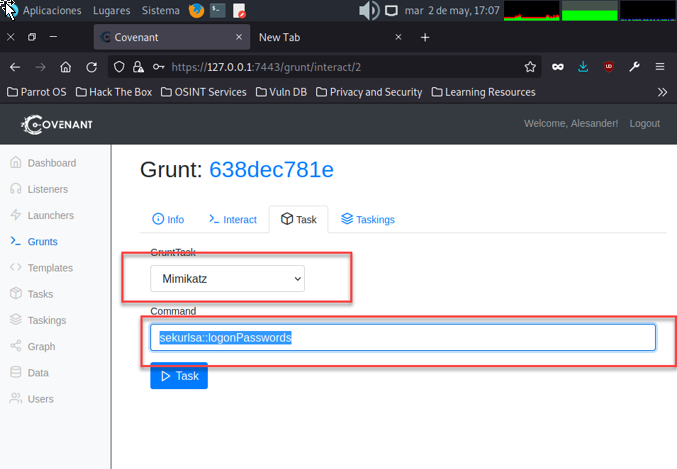 Aplicaciones Lugares Sistema mar 2 de may, 17:07
Covenant New Tab
https://127.0.0.1:7443/grunt/interact/2
Parrot OS Hack The Box OSINT Services Vuln DB Privacy and Security Learning Resources
COVENANT Welcome, Alesander! Logout
Dashboard
Listeners
Launchers
Grunts
Templates
Tasks
Taskings
Graph
Data
Users
Grunt: 638dec781e
Info Interact Task Taskings
GruntTask
Mimikatz
Command
sekurlsa::logonPasswords
Task